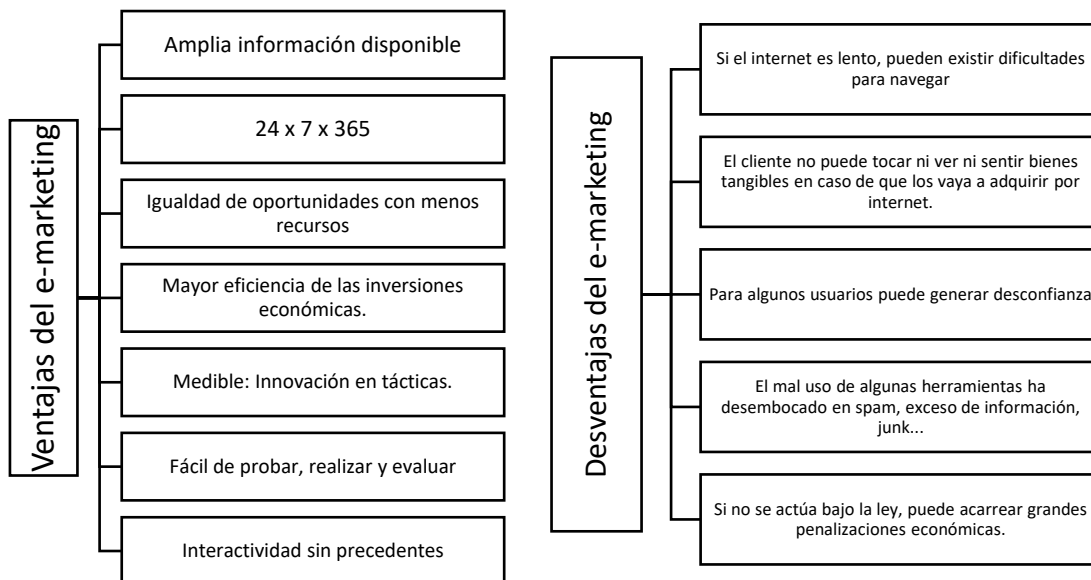 Ventajas del e-marketing
Amplia información disponible
24 x 7 x 365
Igualdad de oportunidades con menos
recursos
Mayor eficiencia de las inversiones
económicas.
Medible: Innovación en tácticas.
Fácil de probar, realizar y evaluar
Interactividad sin precedentes
Desventajas del e-marketing
Si el internet es lento, pueden existir dificultades
para navegar
El cliente no puede tocar ni ver ni sentir bienes
tangibles en caso de que los vaya a adquirir por
internet.
Para algunos usuarios puede generar desconfianza
El mal uso de algunas herramientas ha
desembocado en spam, exceso de información,
junk...
Si no se actúa bajo la ley, puede acarrear grandes
penalizaciones económicas.